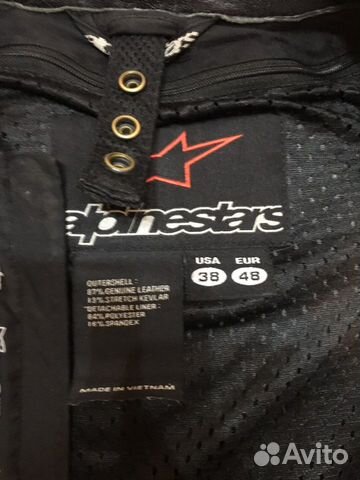 alpinestars
USA EUR
38 48
OUTERSHELL :
87% GENUINE LEATHER
13% STRETCH KEVLAR
DETACHABLE LINER :
84% POLYESTER
16% SPANDEX
MADE IN VIETNAM
Avito